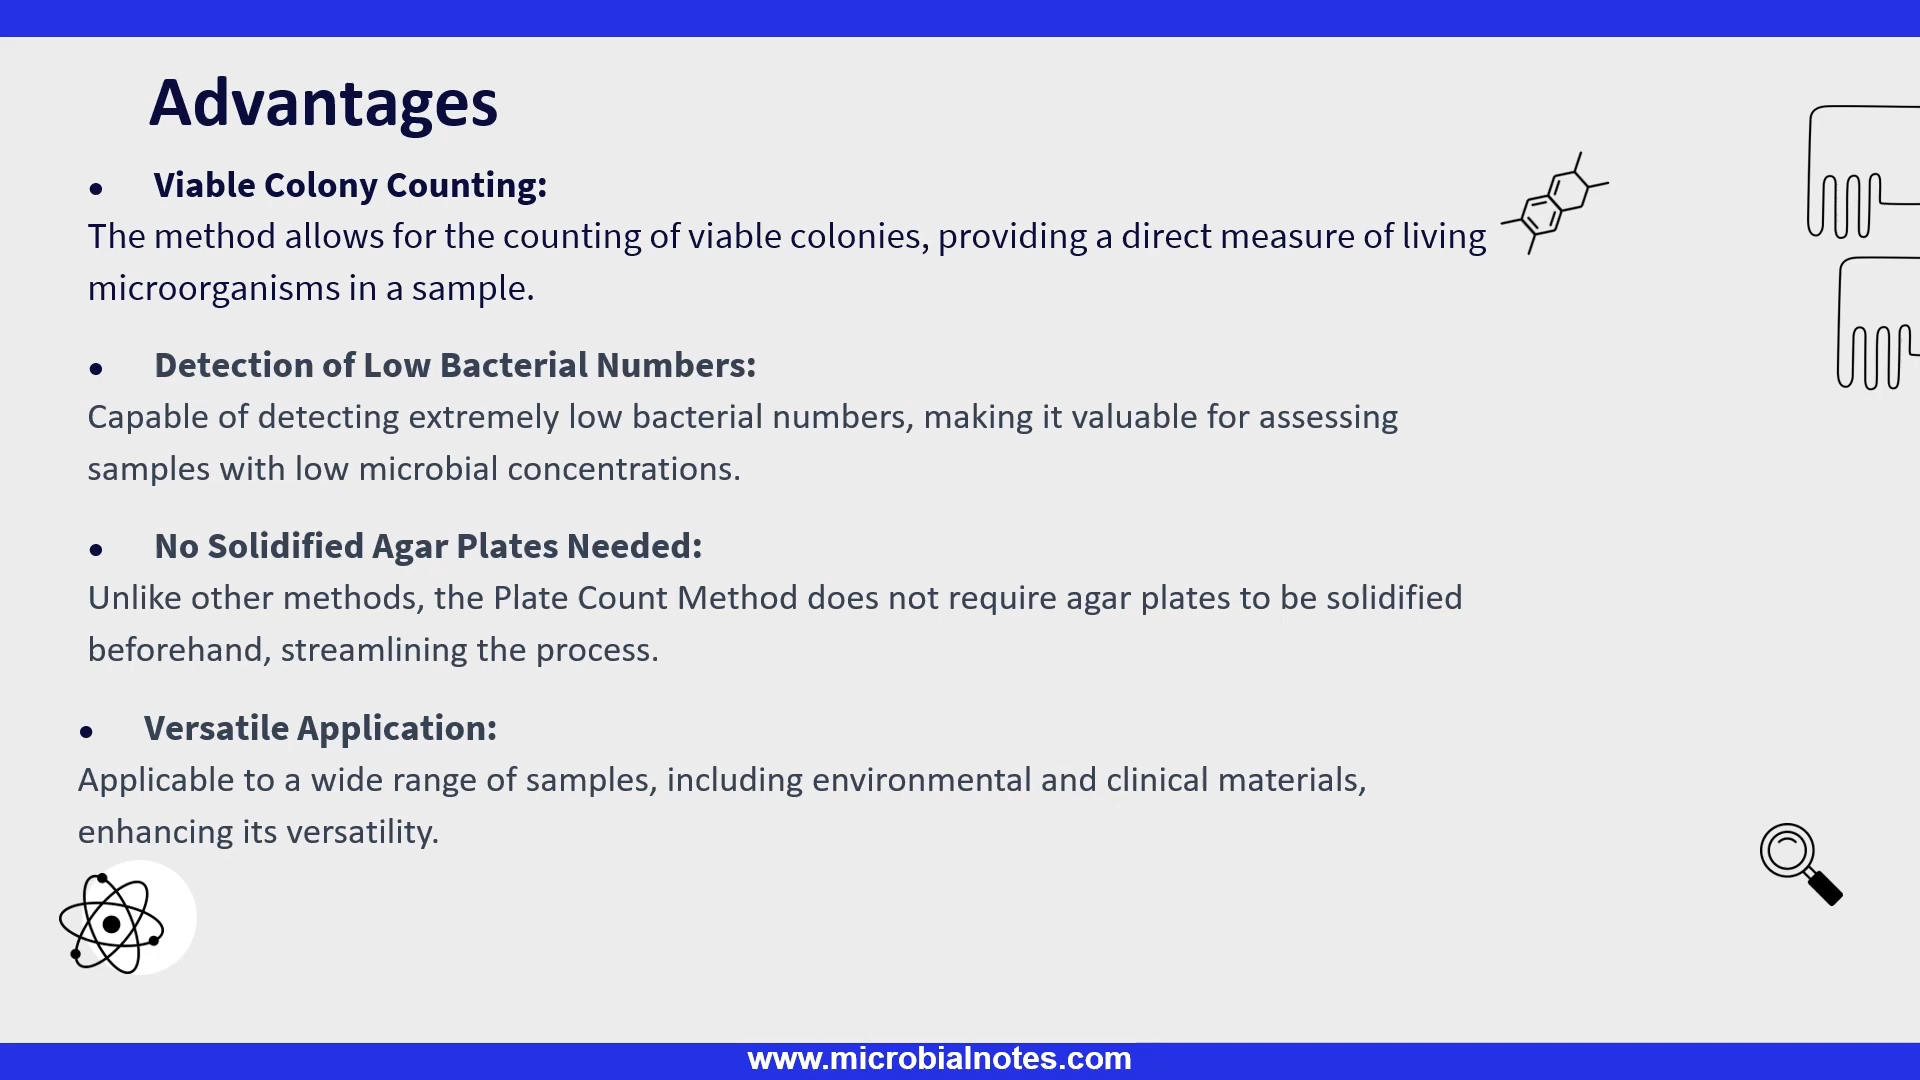 Advantages
● Viable Colony Counting:
The method allows for the counting of viable colonies, providing a direct measure of living
microorganisms in a sample.
● Detection of Low Bacterial Numbers:
Capable of detecting extremely low bacterial numbers, making it valuable for assessing
samples with low microbial concentrations.
● No Solidified Agar Plates Needed:
Unlike other methods, the Plate Count Method does not require agar plates to be solidified
beforehand, streamlining the process.
● Versatile Application:
Applicable to a wide range of samples, including environmental and clinical materials,
enhancing its versatility.
www.microbialnotes.com